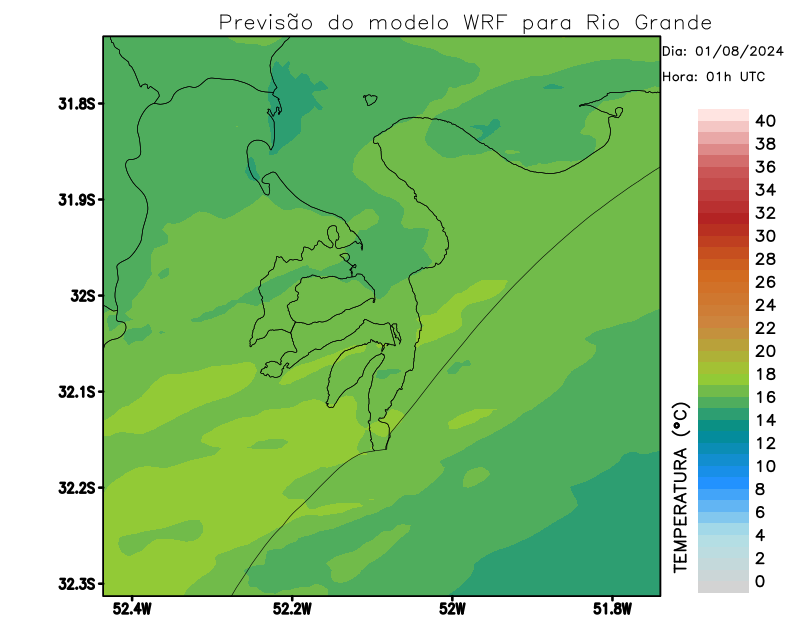 Previsão do modelo WRF para Rio Grande
Dia: 01/08/2024
Hora: 01h UTC
31.8S
31.9S
32S
32.1S
32.2S
32.3S
52.4W
52.2W
52W
51.8W
TEMPERATURA (°C)
40
38
36
34
32
30
28
26
24
22
20
18
16
14
12
10
8
6
4
2
0